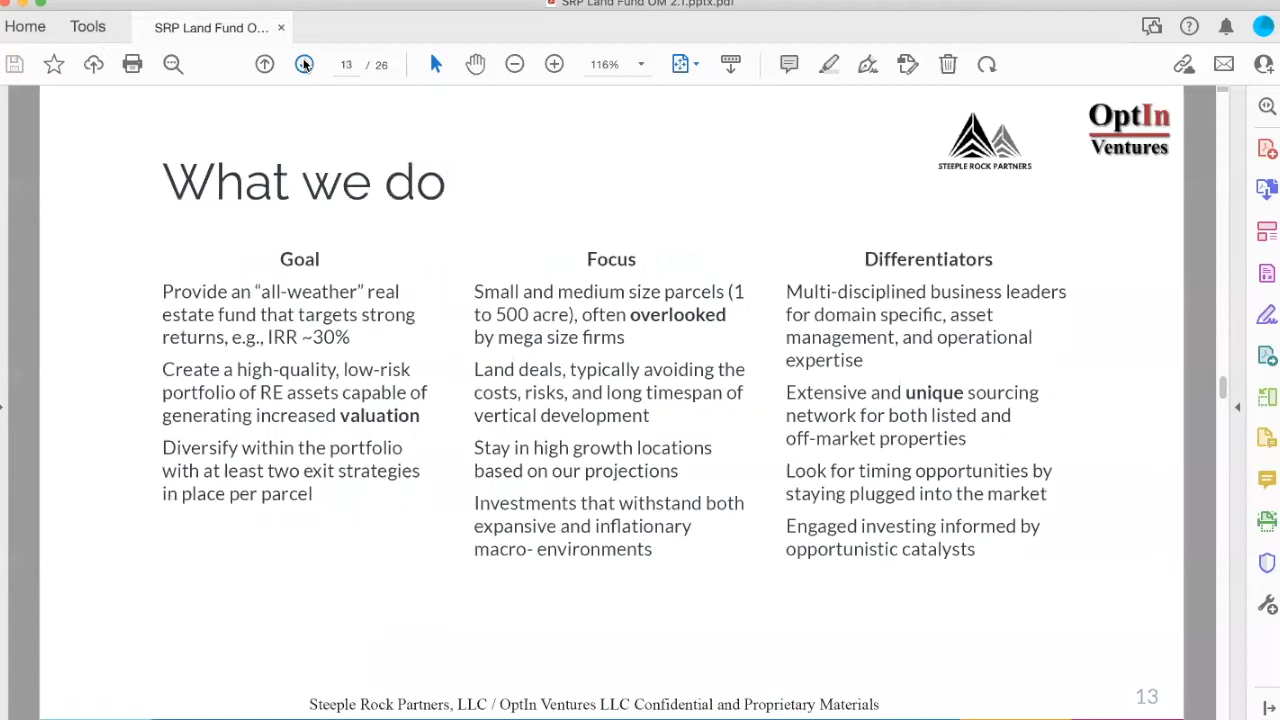 SRP Land Fund OM 2.1.pptx.pdf
Home Tools SRP Land Fund O... ×
13 / 26 116%
STEEPLE ROCK PARTNERS
OptIn
Ventures
What we do
Goal
Provide an “all-weather” real
estate fund that targets strong
returns, e.g., IRR ~30%
Create a high-quality, low-risk
portfolio of RE assets capable of
generating increased valuation
Diversify within the portfolio
with at least two exit strategies
in place per parcel
Focus
Small and medium size parcels (1
to 500 acre), often overlooked
by mega size firms
Land deals, typically avoiding the
costs, risks, and long timespan of
vertical development
Stay in high growth locations
based on our projections
Investments that withstand both
expansive and inflationary
macro- environments
Differentiators
Multi-disciplined business leaders
for domain specific, asset
management, and operational
expertise
Extensive and unique sourcing
network for both listed and
off-market properties
Look for timing opportunities by
staying plugged into the market
Engaged investing informed by
opportunistic catalysts
Steeple Rock Partners, LLC / OptIn Ventures LLC Confidential and Proprietary Materials
13